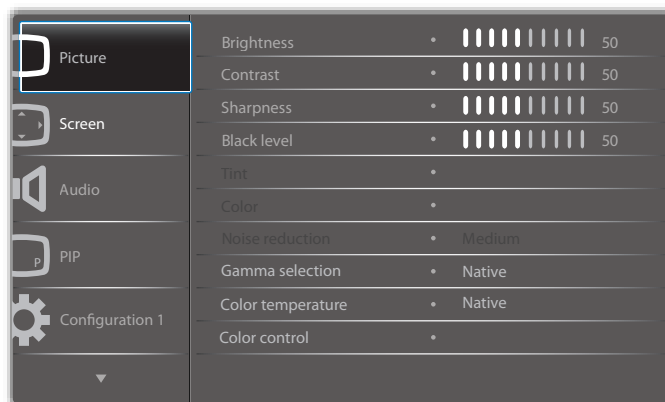 Picture
Screen
Audio
P PIP
Configuration 1
Brightness • 50
Contrast • 50
Sharpness • 50
Black level • 50
Tint •
Color •
Noise reduction • Medium
Gamma selection • Native
Color temperature • Native
Color control •